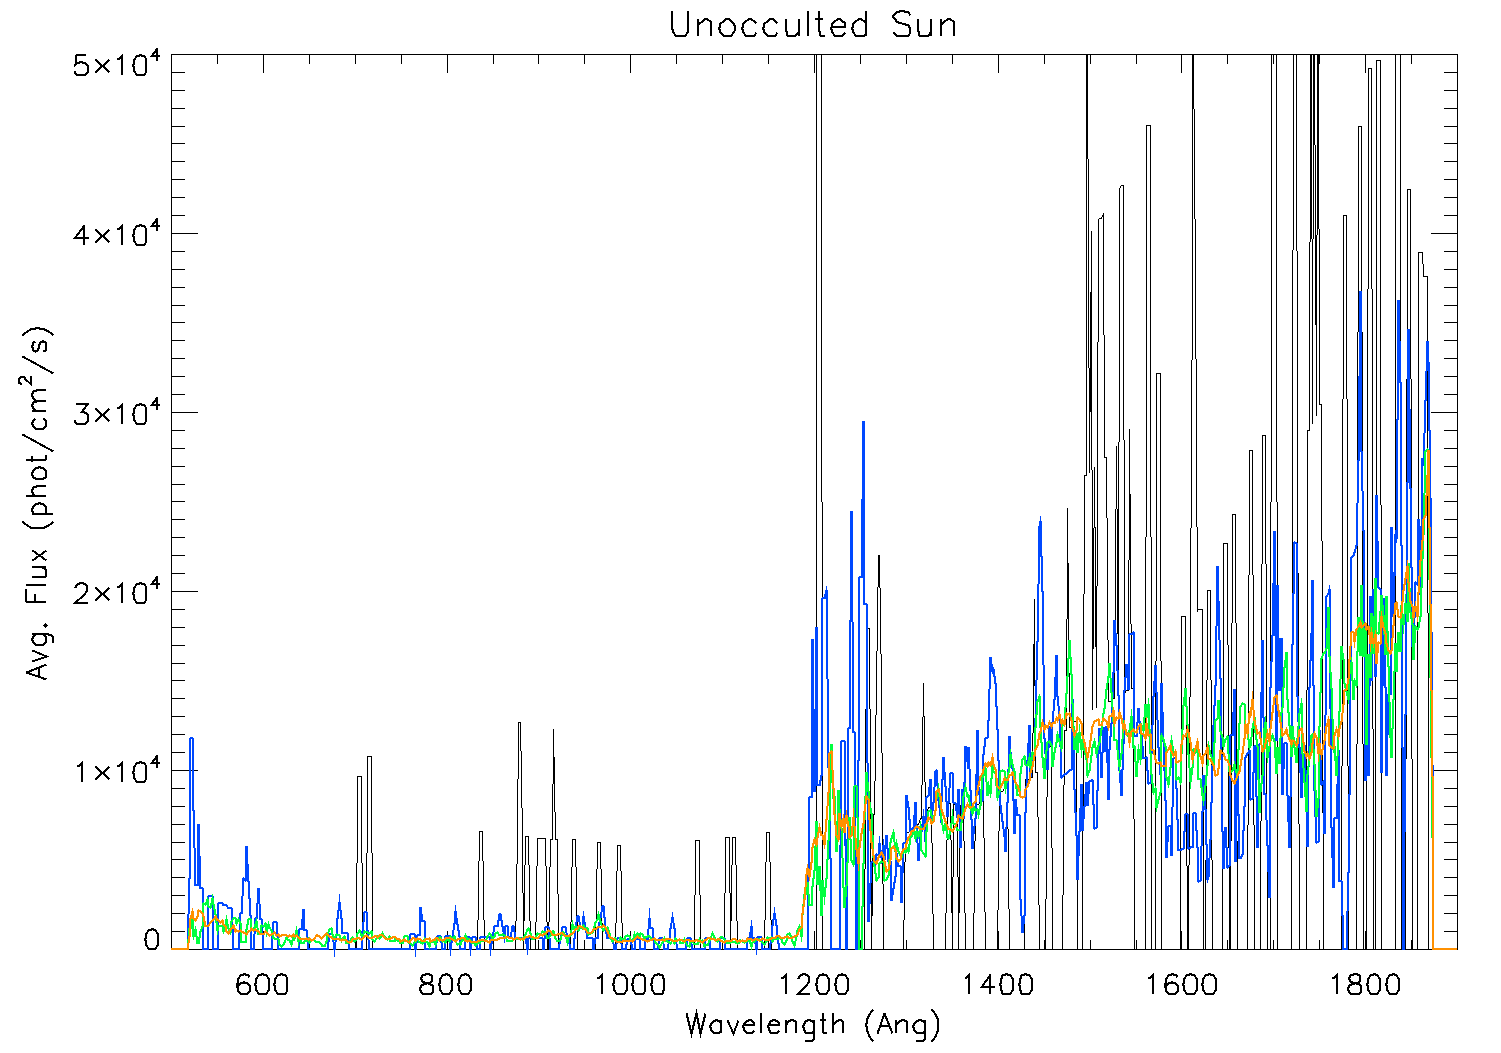 Unocculted Sun
5×10⁴
4×10⁴
3×10⁴
2×10⁴
1×10⁴
0
Avg. Flux (phot/cm²/s)
600 800 1000 1200 1400 1600 1800
Wavelength (Ang)